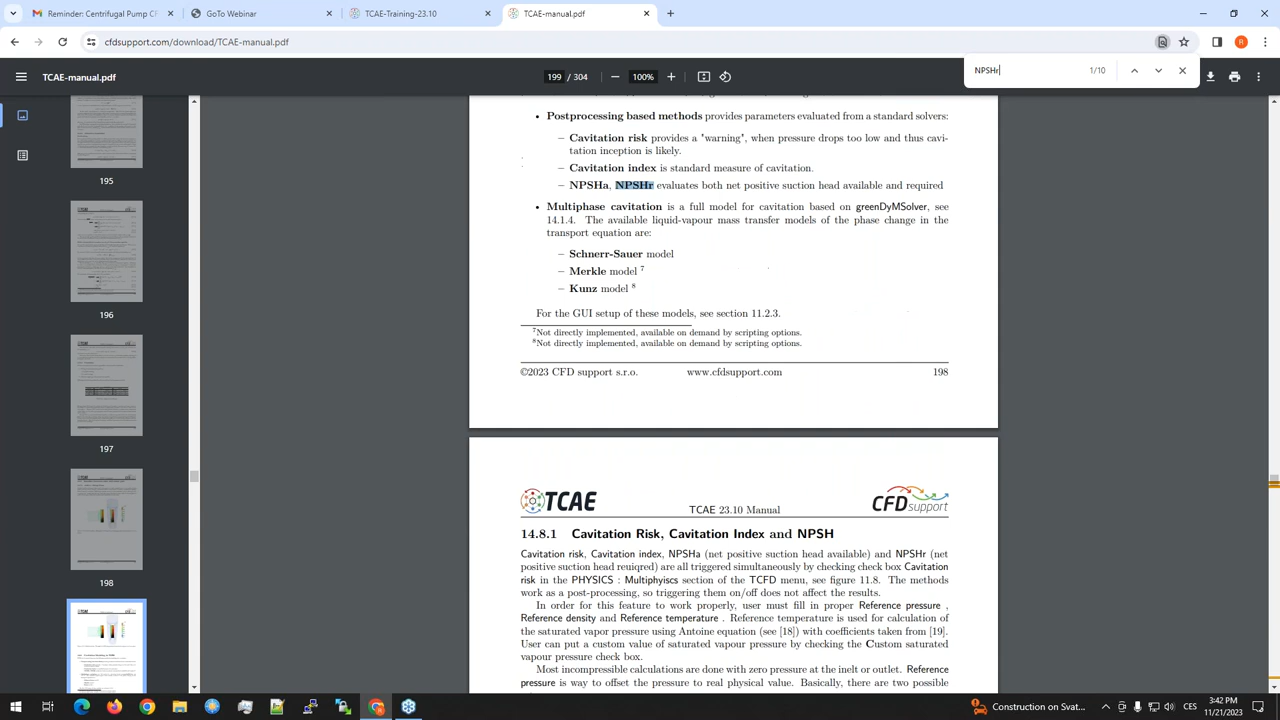 Reminder: Centrifugal Pump CF
GoTo Webinar
TCAE-Training-23.10
TCAE-manual.pdf
cfdsupport.com/download/TCAE-manual.pdf
R
NPSHr
1/10
TCAE-manual.pdf
199 / 304
100%
195
196
197
198
• Postprocessing based methods provides parameters evaluated from a standard solvers:
– Cavitation risk provides a "warning", when pressure drops too low and thus cavi-
tation inception is likely.
– Cavitation index is standard measure of cavitation.
– NPSHa, NPSHr evaluates both net positive suction head available and required
• Multiphase cavitation is a full model for cavitation based on greenDyMSolver, see
14.1.4. The available liquid-vapour mass transfer models of the phase change in the
transport equation are:
– Schnerr-Sauer model
– Merkle model 7
– Kunz model 8
For the GUI setup of these models, see section 11.2.3.
7Not directly implemented, available on demand by scripting options.
8Not directly implemented, available on demand by scripting options.
©2023 CFD support s.r.o. www.cfdsupport.com 198
TCAE
TCAE 23.10 Manual
CFDsupport
14.8.1 Cavitation Risk, Cavitation Index and NPSH
Cavitation risk, Cavitation index, NPSHa (net positive suction head available) and NPSHr (net
positive suction head reuiqred) are all triggered simultaneously by checking check box Cavitation
risk in the PHYSICS : Multiphyiscs section of the TCFD menu, see figure 11.8. The methods
work as a post-processing, so triggering them on/off does not affect the results.
In order for this feature to work properly, user must fill in proper Reference pressure ,
Reference density and Reference temperature . Reference temperature is used for calculation of
the saturated vapor pressure using Antoine equation (see [18]) with coefficients taken from [19].
User can put a custon value of saturated vapour pressure by checking the Custom saturated
vapour pressure check box.
Most incompressible calculations are done with zero pressure at the inlet or outlet. Reference
pressure is way to offset the pressure to real physical value. Basically, there are two possible
Construction on Svat...
CES
3:42 PM
11/21/2023